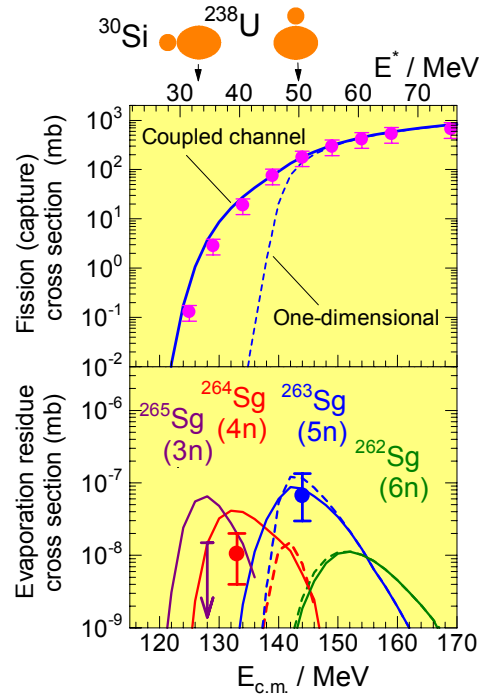 ³⁰Si ²³⁸U
E* / MeV
30 40 50 60 70
Fission (capture)
cross section (mb)
10³
10²
10¹
10⁰
10⁻¹
10⁻²
Coupled channel
One-dimensional
Evaporation residue
cross section (mb)
10⁻⁶
10⁻⁷
10⁻⁸
10⁻⁹
²⁶⁵Sg
(3n)
²⁶⁴Sg
(4n)
²⁶³Sg
(5n)
²⁶²Sg
(6n)
120 130 140 150 160 170
E_c.m. / MeV